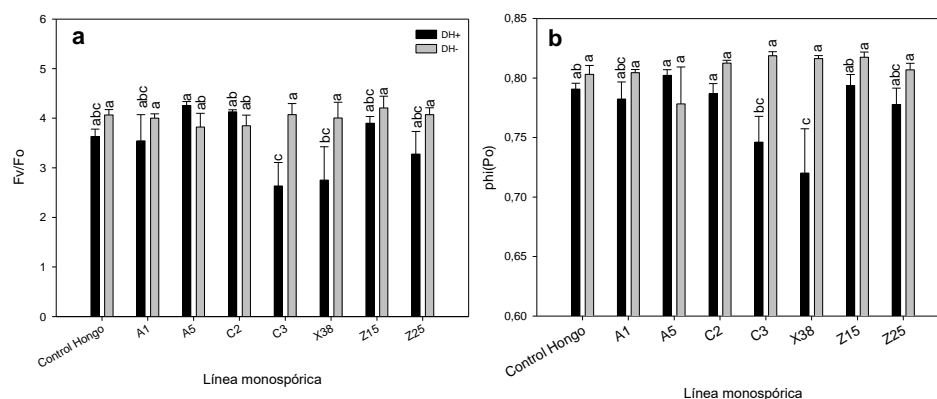 a
DH+
DH-
Fv/Fo
6
5
4
3
2
1
0
abc a abc a a ab ab ab c a bc a abc a abc a
Control Hongo A1 A5 C2 C3 X38 Z15 Z25
Línea monospórica
b
phi(Po)
0,85
0,80
0,75
0,70
0,65
0,60
ab a abc a a a a a bc a c a ab a abc a
Control Hongo A1 A5 C2 C3 X38 Z15 Z25
Línea monospórica